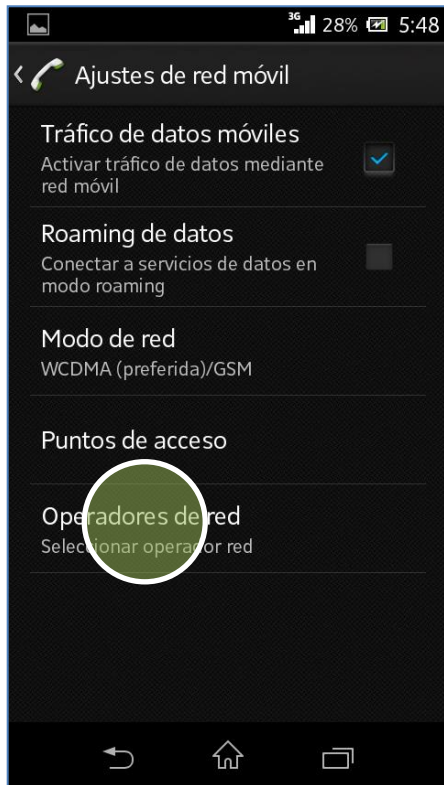 3G 28% 5:48
Ajustes de red móvil
Tráfico de datos móviles
Activar tráfico de datos mediante
red móvil
Roaming de datos
Conectar a servicios de datos en
modo roaming
Modo de red
WCDMA (preferida)/GSM
Puntos de acceso
Operadores de red
Seleccionar operador red